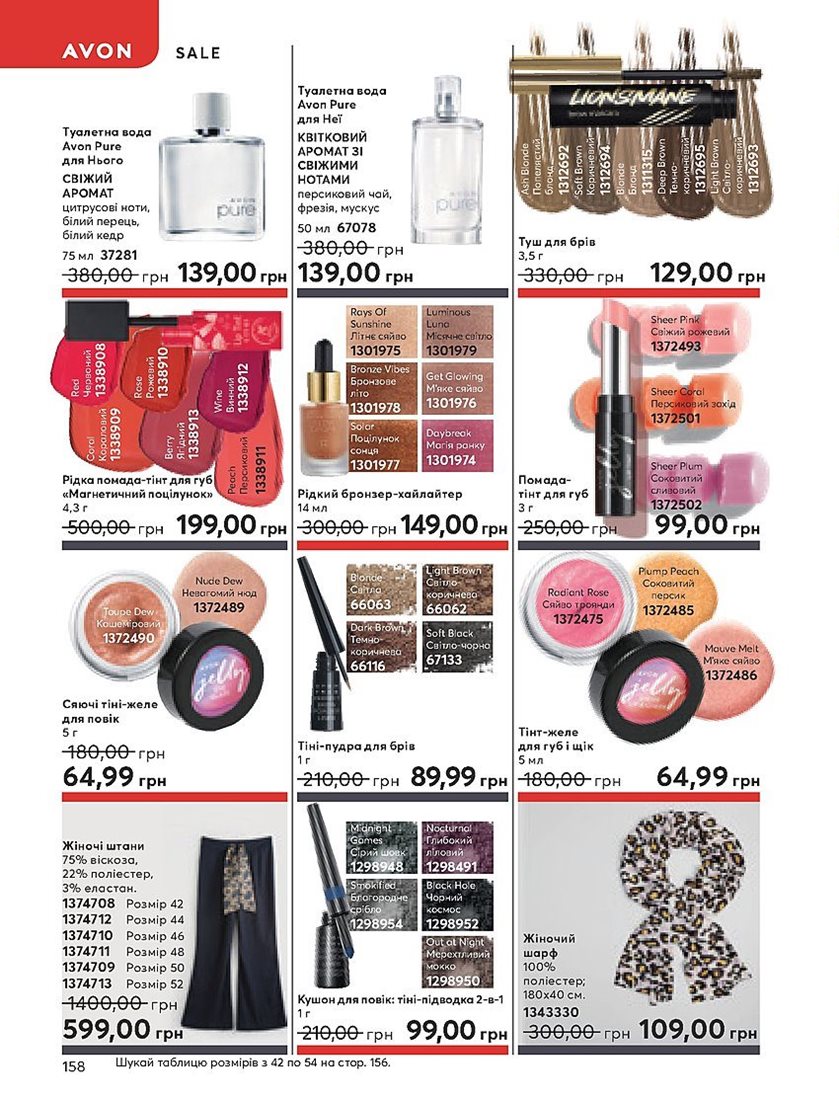 AVON
SALE
Туалетна вода
Avon Pure
для Нього
СВІЖИЙ
АРОМАТ
цитрусові ноти,
білий перець,
білий кедр
75 мл 37281
380,00 грн 139,00 грн
AVON
pure
Туалетна вода
Avon Pure
для Неї
КВІТКОВИЙ
АРОМАТ ЗІ
СВІЖИМИ
НОТАМИ
персиковий чай,
фрезія, мускус
50 мл 67078
380,00 грн
139,00 грн
AVON
pure
LIONSMANE
Ash Blonde
Попелястий
блонд
1312692
Soft Brown
Коричневий
1312694
Blonde
Блонд
1311315
Deep Brown
Темно-
коричневий
1312695
Light Brown
Світло-
коричневий
1312693
Туш для брів
3,5 г
330,00 грн 129,00 грн
Lip Tint
Red
Червоний
1338908
Rose
Рожевий
1338910
Wine
Винний
1338912
Coral
Кораловий
1338909
Berry
Ягідний
1338913
Peach
Персиковий
1338911
Рідка помада-тінт для губ
«Магнетичний поцілунок»
4,3 г
500,00 грн 199,00 грн
Rays Of
Sunshine
Літнє сяйво
1301975
Luminous
Luna
Місячне світло
1301979
Bronze Vibes
Бронзове
літо
1301978
Get Glowing
М'яке сяйво
1301976
Solar
Поцілунок
сонця
1301977
Daybreak
Магія ранку
1301974
Рідкий бронзер-хайлайтер
14 мл
300,00 грн 149,00 грн
Sheer Pink
Свіжий рожевий
1372493
Sheer Coral
Персиковий захід
1372501
Sheer Plum
Соковитий
сливовий
1372502
jelly
Помада-
тінт для губ
3 г
250,00 грн 99,00 грн
Nude Dew
Невагомий нюд
1372489
Taupe Dew
Кашеміровий
1372490
AVON
jelly
Сяючі тіні-желе
для повік
5 г
180,00 грн
64,99 грн
Blonde
Світла
66063
Light Brown
Світло-
коричнева
66062
Dark Brown
Темно-
коричнева
66116
Soft Black
Світло-чорна
67133
Тіні-пудра для брів
1 г
210,00 грн 89,99 грн
Radiant Rose
Сяйво троянди
1372475
Plump Peach
Соковитий
персик
1372485
Mauve Melt
М'яке сяйво
1372486
AVON
jelly
Тінт-желе
для губ і щік
5 мл
180,00 грн 64,99 грн
Жіночі штани
75% віскоза,
22% поліестер,
3% еластан.
1374708 Розмір 42
1374712 Розмір 44
1374710 Розмір 46
1374711 Розмір 48
1374709 Розмір 50
1374713 Розмір 52
1400,00 грн
599,00 грн
Midnight
Games
Сірий шовк
1298948
Nocturnal
Глибокий
ліловий
1298491
Smokified
Благородне
срібло
1298954
Black Hole
Чорний
космос
1298952
Out at Night
Мерехтливий
мокко
1298950
Кушон для повік: тіні-підводка 2-в-1
1 г
210,00 грн 99,00 грн
Жіночий
шарф
100%
поліестер;
180х40 см.
1343330
300,00 грн 109,00 грн
158
Шукай таблицю розмірів з 42 по 54 на стор. 156.